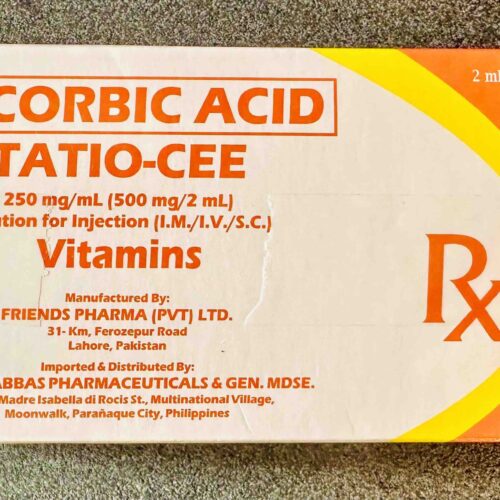 CORBIC ACID
TATIO-CEE
250 mg/mL (500 mg/2 mL)
ution for Injection (I.M./I.V./S.C.)
Vitamins
Manufactured By:
FRIENDS PHARMA (PVT) LTD.
31- Km, Ferozepur Road
Lahore, Pakistan
Imported & Distributed By:
ABBAS PHARMACEUTICALS & GEN. MDSE.
Madre Isabella di Rocis St., Multinational Village,
Moonwalk, Parañaque City, Philippines
2 ml
Rx